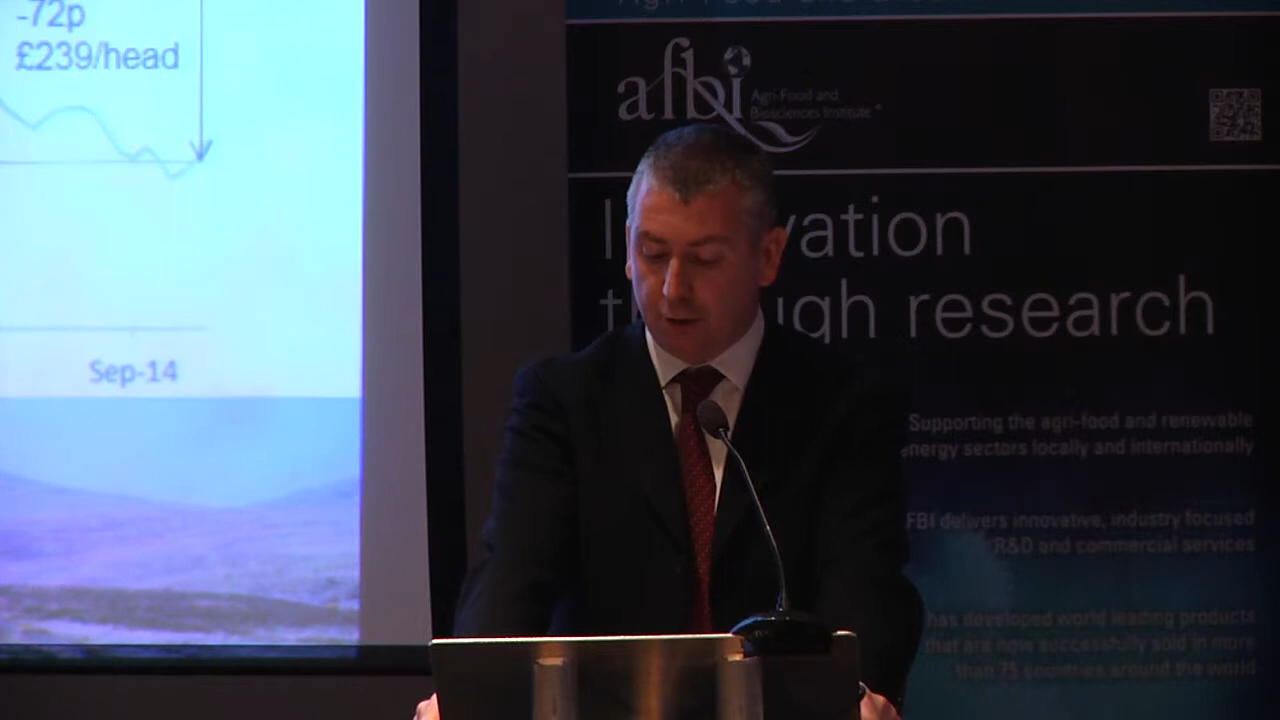 -72p
£239/head
Sep-14
afbi
Agri-Food and
Biosciences Institute
vation
ugh research
Supporting the agri-food and renewable
energy sectors locally and internationally
FBI delivers innovative, industry focused
R&D and commercial services
has developed world leading products
that are now successfully sold in more
than 75 countries around the world